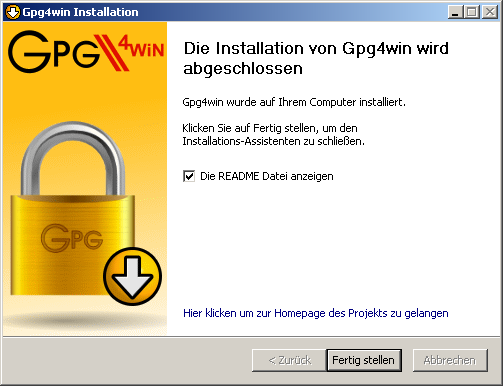 Gpg4win Installation
GPG4WIN
Die Installation von Gpg4win wird
abgeschlossen
Gpg4win wurde auf Ihrem Computer installiert.
Klicken Sie auf Fertig stellen, um den
Installations-Assistenten zu schließen.
Die README Datei anzeigen
GPG
Hier klicken um zur Homepage des Projekts zu gelangen
< Zurück
Fertig stellen
Abbrechen